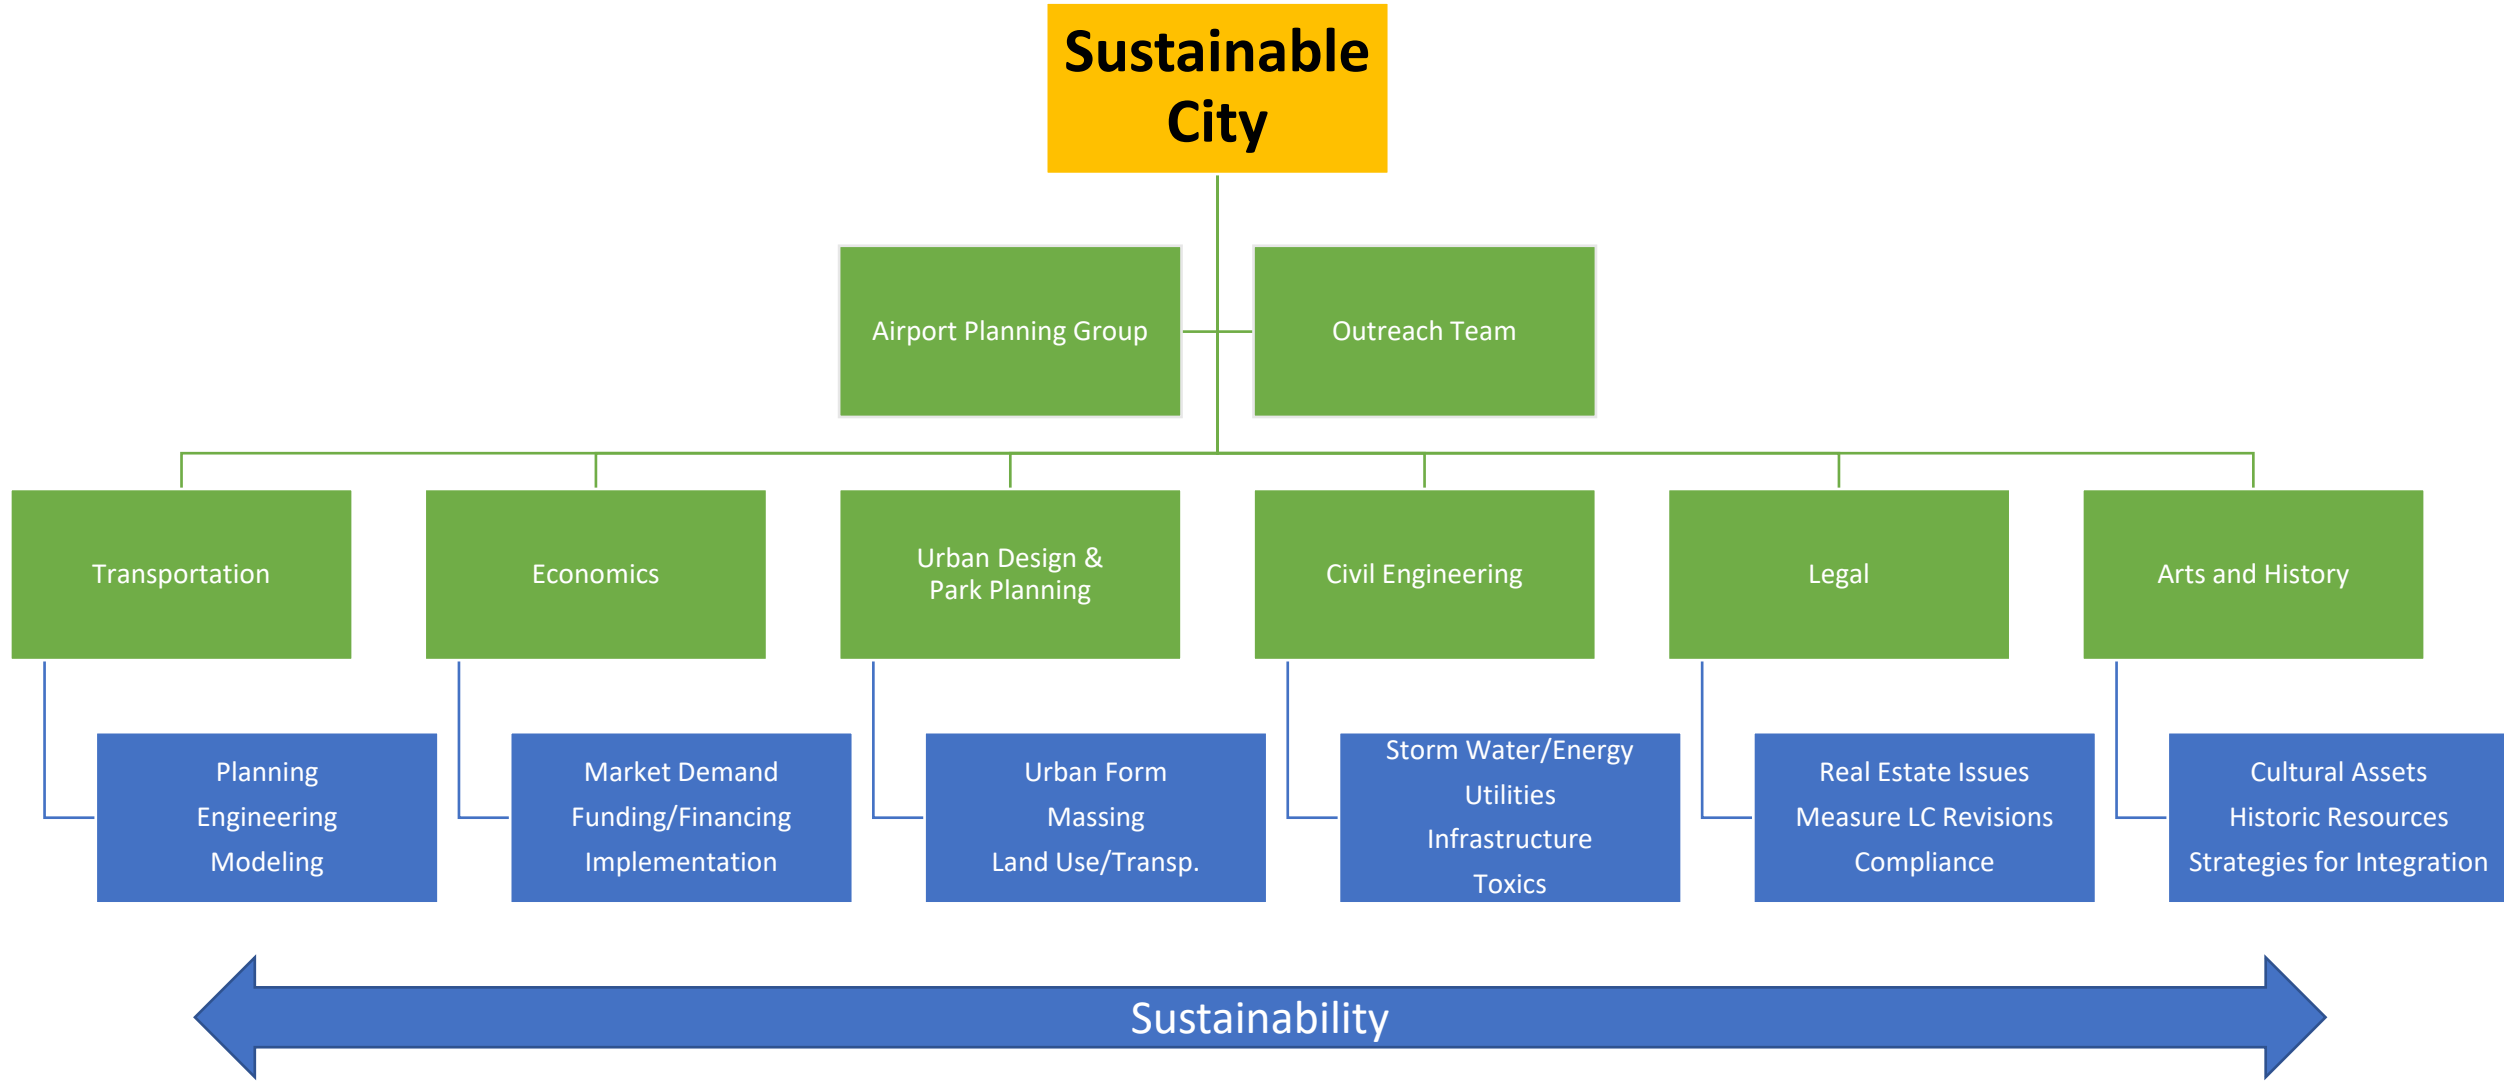 Sustainable
City
Airport Planning Group
Outreach Team
Transportation
Economics
Urban Design &
Park Planning
Civil Engineering
Legal
Arts and History
Planning
Engineering
Modeling
Market Demand
Funding/Financing
Implementation
Urban Form
Massing
Land Use/Transp.
Storm Water/Energy
Utilities
Infrastructure
Toxics
Real Estate Issues
Measure LC Revisions
Compliance
Cultural Assets
Historic Resources
Strategies for Integration
Sustainability